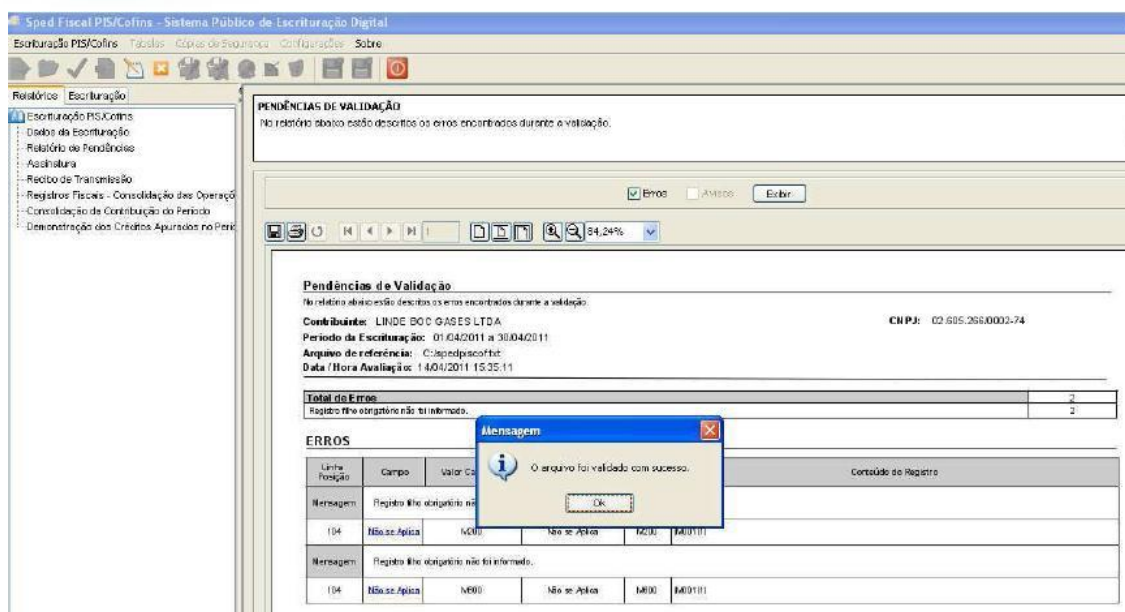 Sped Fiscal PIS/Cofins - Sistema Público de Escrituração Digital
Escrituração PIS/Cofins Tabelas Cópias de Segurança Configurações Sobre
Relatórios Escrituração
Escrituração PIS/Cofins
Dados da Escrituração
Relatório de Pendências
Assinatura
Recibo de Transmissão
Registros Fiscais - Consolidação das Operaçõ
Consolidação da Contribuição do Período
Demonstração dos Créditos Apurados no Perío
PENDÊNCIAS DE VALIDAÇÃO
No relatório abaixo estão descritos os erros encontrados durante a validação.
Erros Avisos Exibir
1 84,24%
Pendências de Validação
No relatório abaixo estão descritos os erros encontrados durante a validação
Contribuinte: LINDE BOC GASES LTDA CNPJ: 02.605.266/0002-74
Período da Escrituração: 01/04/2011 a 30/04/2011
Arquivo de referência: C:/spedpiscof.txt
Data / Hora Avaliação: 14/04/2011 15:35:11
Total de Erros 2
Registro filho obrigatório não foi informado. 2
ERROS
Mensagem
O arquivo foi validado com sucesso.
Ok
Linha Posição Campo Valor Ca Conteúdo do Registro
Mensagem Registro filho obrigatório nã
104 Não se Aplica M200 Não se Aplica M200
Mensagem Registro filho obrigatório não foi informado.
104 Não se Aplica M600 Não se Aplica M600